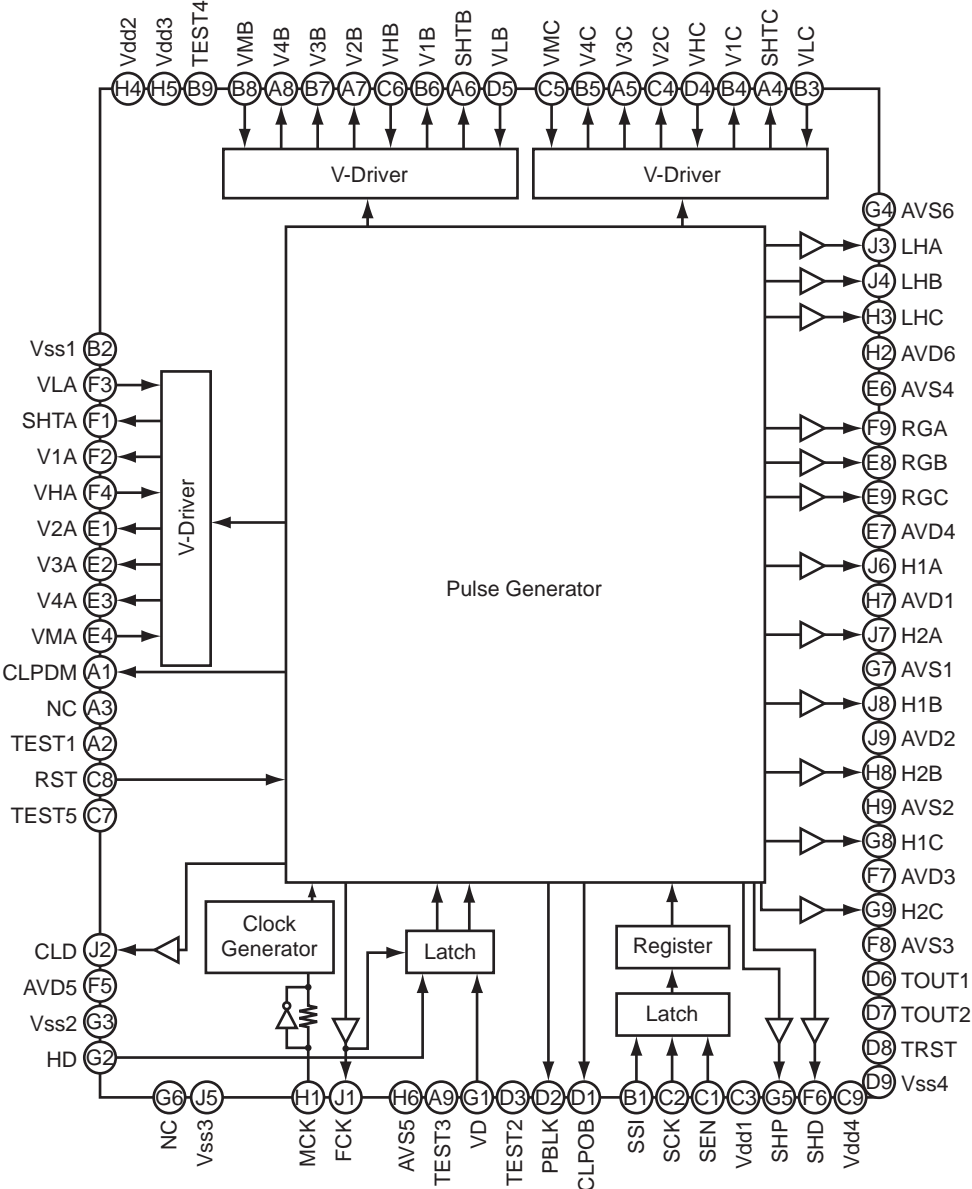 Vdd2
Vdd3
TEST4
VMB
V4B
V3B
V2B
VHB
V1B
SHTB
VLB
VMC
V4C
V3C
V2C
VHC
V1C
SHTC
VLC
H4
H5
B9
B8
A8
B7
A7
C6
B6
A6
D5
C5
B5
A5
C4
D4
B4
A4
B3
V-Driver
V-Driver
G4 AVS6
J3 LHA
J4 LHB
H3 LHC
H2 AVD6
E6 AVS4
F9 RGA
E8 RGB
E9 RGC
E7 AVD4
J6 H1A
H7 AVD1
J7 H2A
G7 AVS1
J8 H1B
J9 AVD2
H8 H2B
H9 AVS2
G8 H1C
F7 AVD3
G9 H2C
F8 AVS3
D6 TOUT1
D7 TOUT2
D8 TRST
D9 Vss4
Vss1 B2
VLA F3
SHTA F1
V1A F2
VHA F4
V2A E1
V3A E2
V4A E3
VMA E4
CLPDM A1
NC A3
TEST1 A2
RST C8
TEST5 C7
CLD J2
AVD5 F5
Vss2 G3
HD G2
V-Driver
Pulse Generator
Clock
Generator
Latch
Register
Latch
G6
J5
H1
J1
H6
A9
G1
D3
D2
D1
B1
C2
C1
C3
G5
F6
C9
NC
Vss3
MCK
FCK
AVS5
TEST3
VD
TEST2
PBLK
CLPOB
SSI
SCK
SEN
Vdd1
SHP
SHD
Vdd4